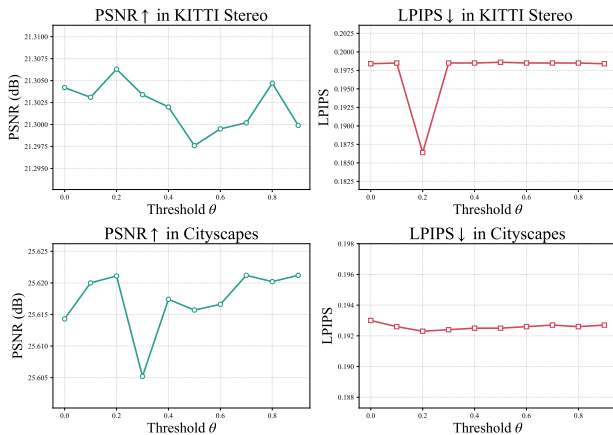 PSNR↑ in KITTI Stereo
21.3100
21.3075
21.3050
21.3025
21.3000
21.2975
21.2950
PSNR (dB)
0.0 0.2 0.4 0.6 0.8
Threshold θ
LPIPS↓ in KITTI Stereo
0.2000
0.1975
0.1950
0.1925
0.1900
0.1875
0.1850
0.1825
LPIPS
0.0 0.2 0.4 0.6 0.8
Threshold θ
PSNR↑ in Cityscapes
25.625
25.620
25.615
25.610
25.605
PSNR (dB)
0.0 0.2 0.4 0.6 0.8
Threshold θ
LPIPS↓ in Cityscapes
0.198
0.196
0.194
0.192
0.190
0.188
LPIPS
0.0 0.2 0.4 0.6 0.8
Threshold θ